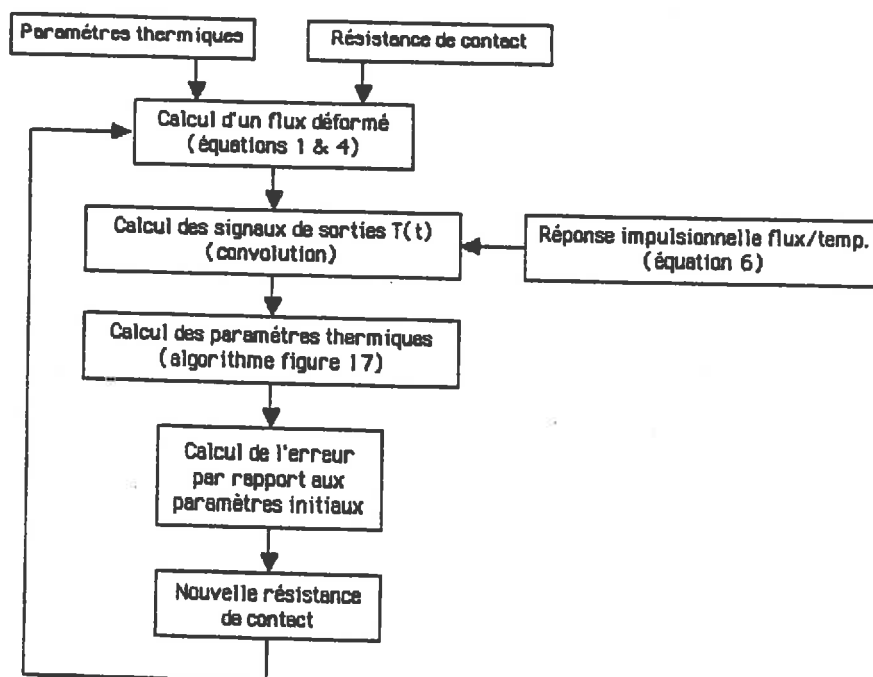 Paramétres thermiques
Résistance de contact
Calcul d'un flux déformé
(équations 1 & 4)
Calcul des signaux de sorties T(t)
(convolution)
Réponse impulsionnelle flux/temp.
(équation 6)
Calcul des paramétres thermiques
(algorithme figure 17)
Calcul de l'erreur
par rapport aux
paramètres initiaux
Nouvelle résistance
de contact